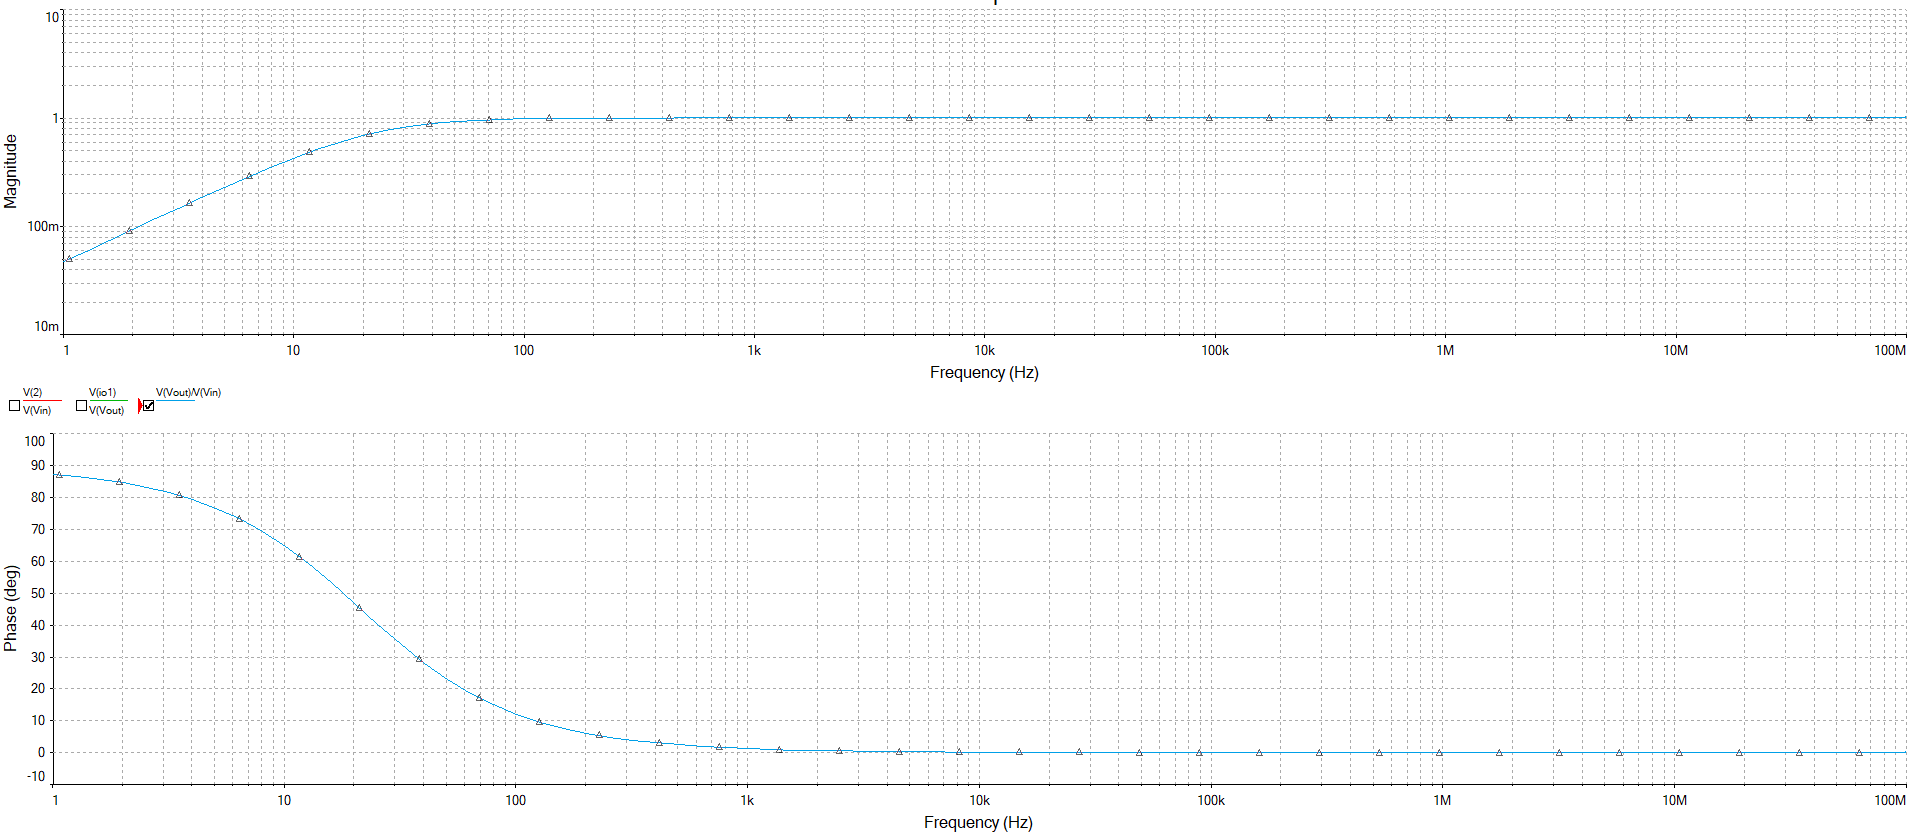 10
1
100m
10m
Magnitude
1 10 100 1k 10k 100k 1M 10M 100M
Frequency (Hz)
V(2) V(io1) V(Vout)/V(Vin)
V(Vin) V(Vout)
100
90
80
70
60
50
40
30
20
10
0
-10
Phase (deg)
1 10 100 1k 10k 100k 1M 10M 100M
Frequency (Hz)